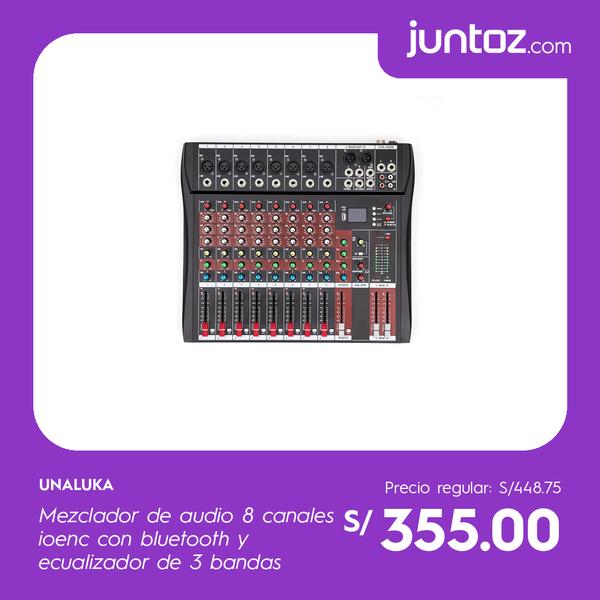 juntoz.com
UNALUKA
Mezclador de audio 8 canales
ioenc con bluetooth y
ecualizador de 3 bandas
Precio regular: S/448.75
S/ 355.00